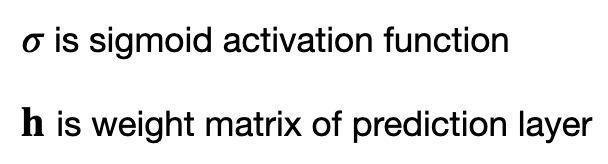 σ is sigmoid activation function
h is weight matrix of prediction layer